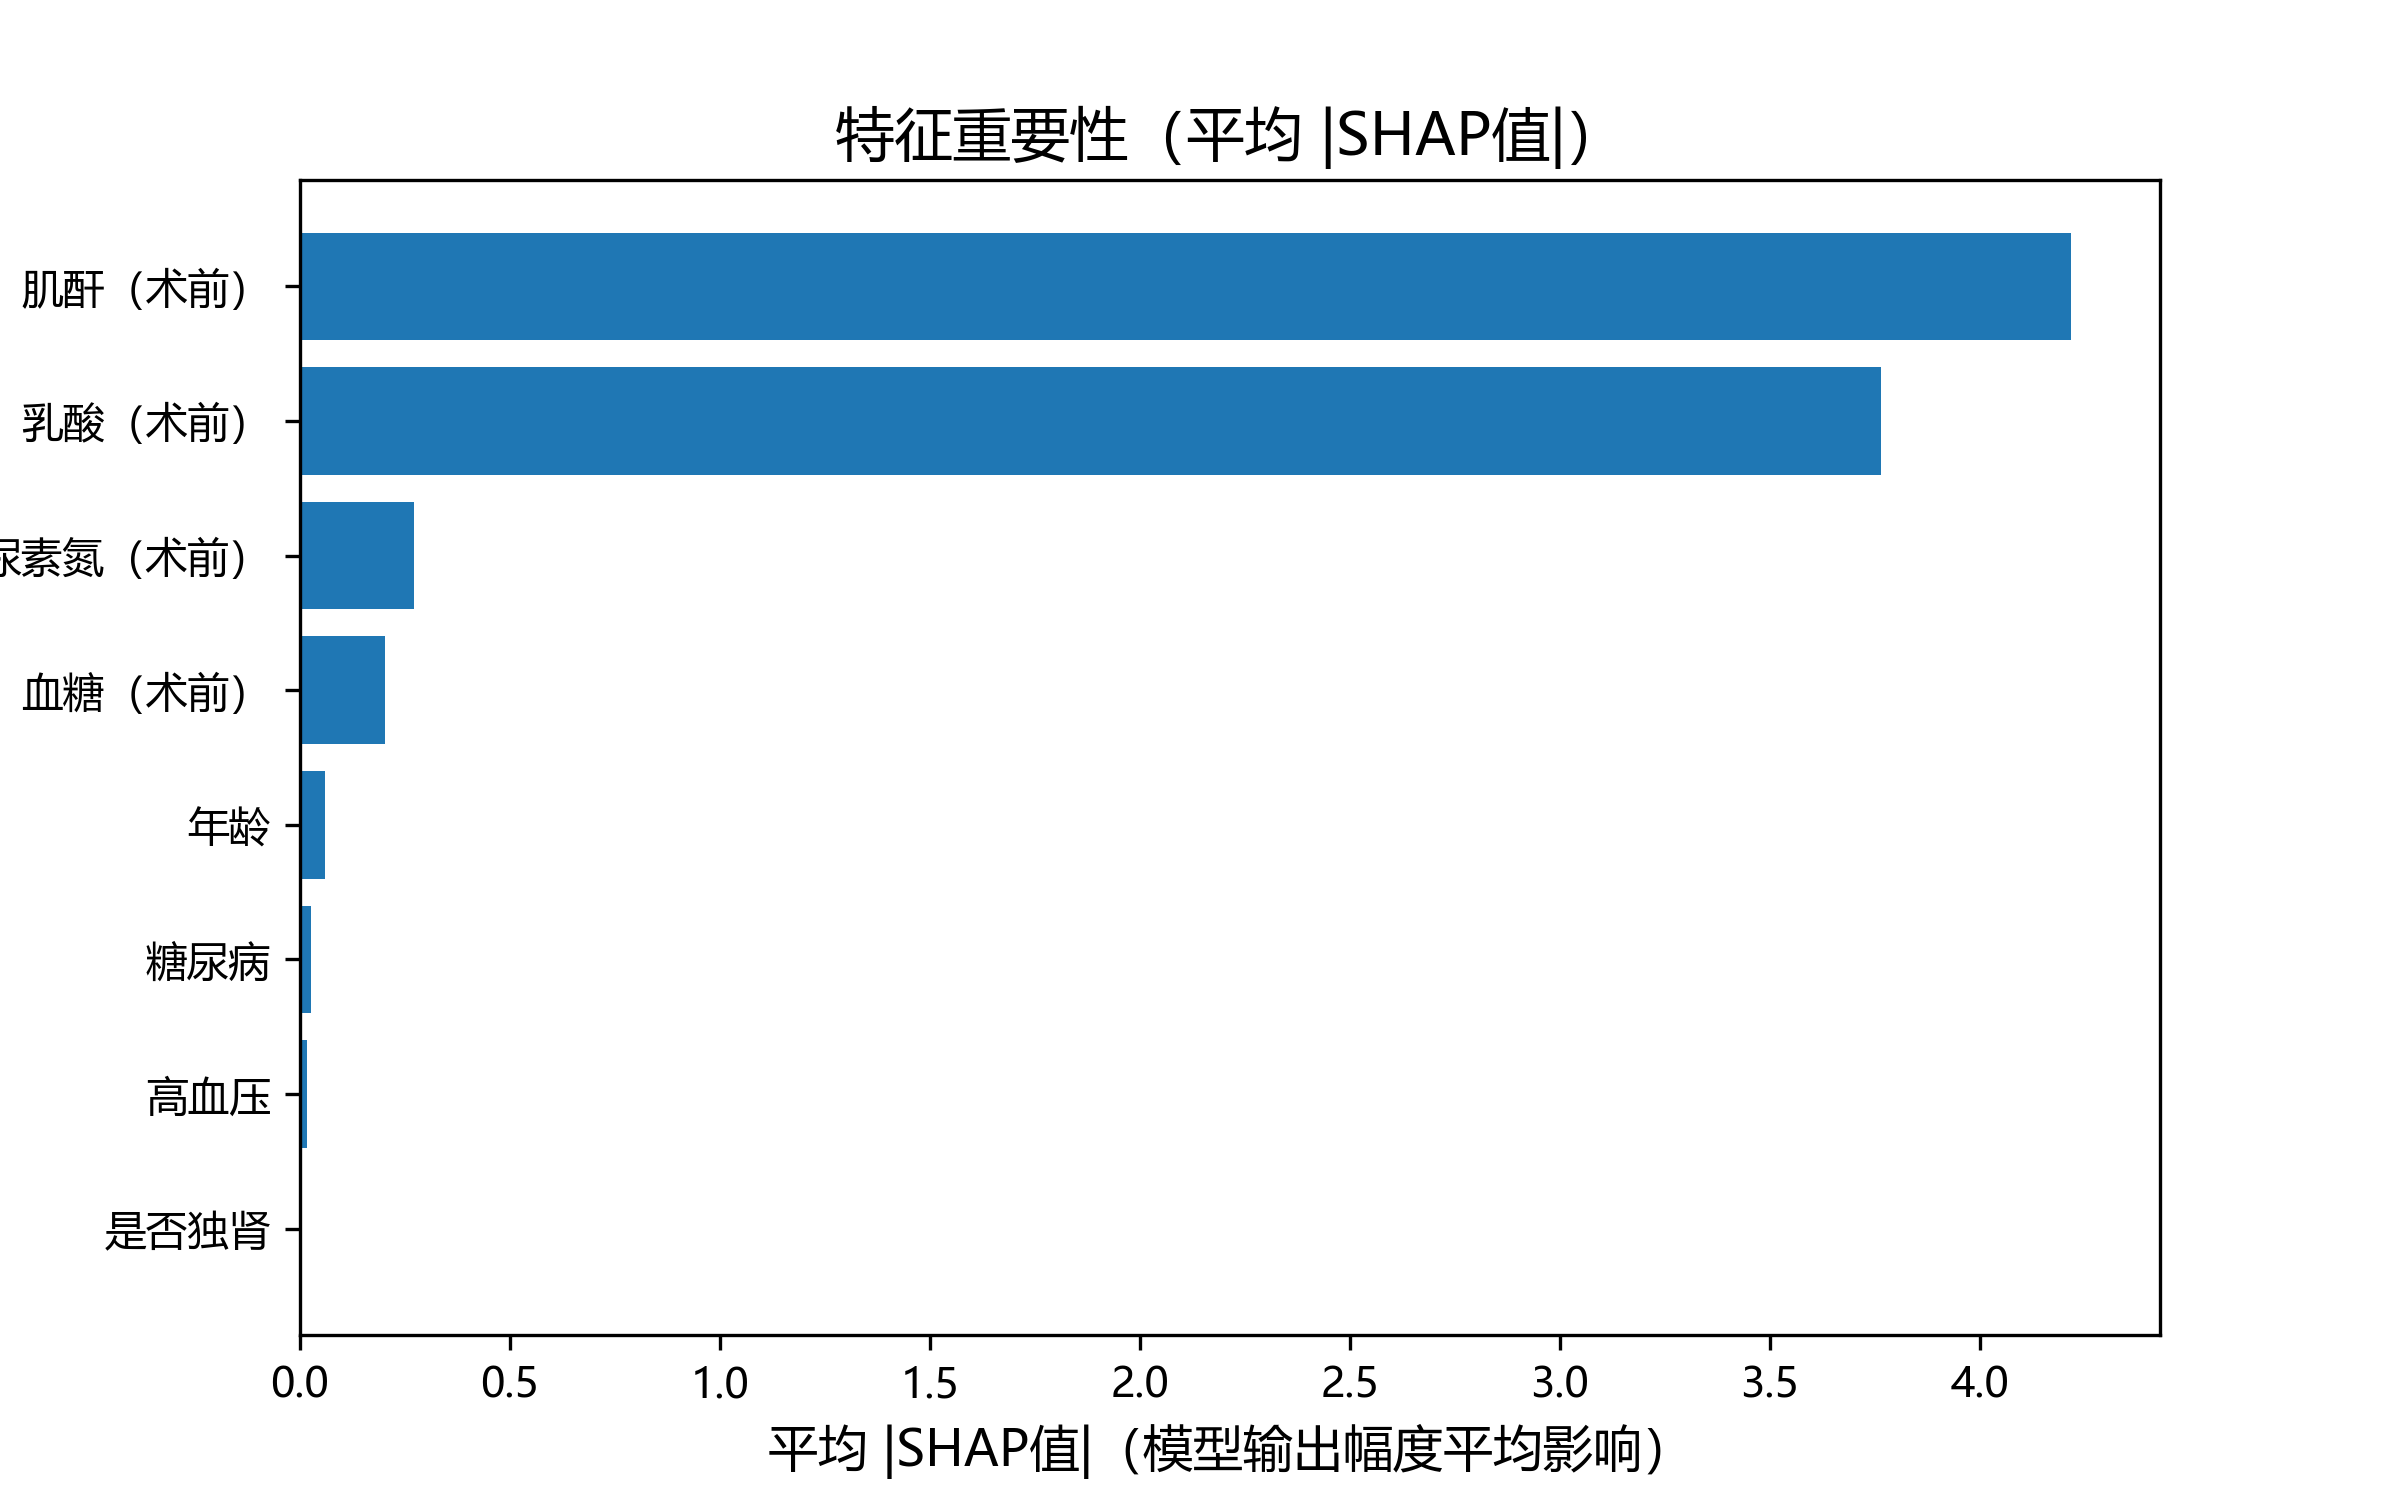 特征重要性（平均 |SHAP值|）
肌酐（术前）
乳酸（术前）
尿素氮（术前）
血糖（术前）
年龄
糖尿病
高血压
是否独肾
0.0 0.5 1.0 1.5 2.0 2.5 3.0 3.5 4.0
平均 |SHAP值|（模型输出幅度平均影响）